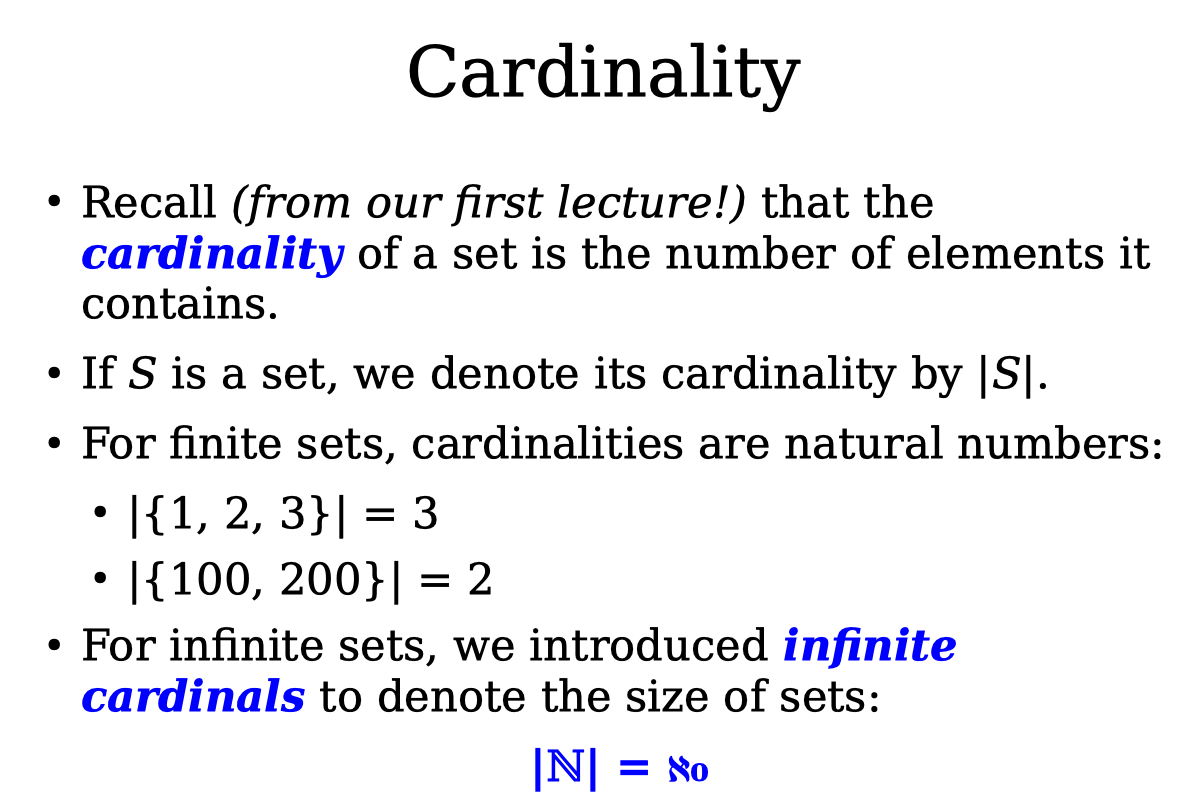 Cardinality
• Recall (from our first lecture!) that the
cardinality of a set is the number of elements it
contains.
• If S is a set, we denote its cardinality by |S|.
• For finite sets, cardinalities are natural numbers:
• |{1, 2, 3}| = 3
• |{100, 200}| = 2
• For infinite sets, we introduced infinite
cardinals to denote the size of sets:
|ℕ| = ℵ₀